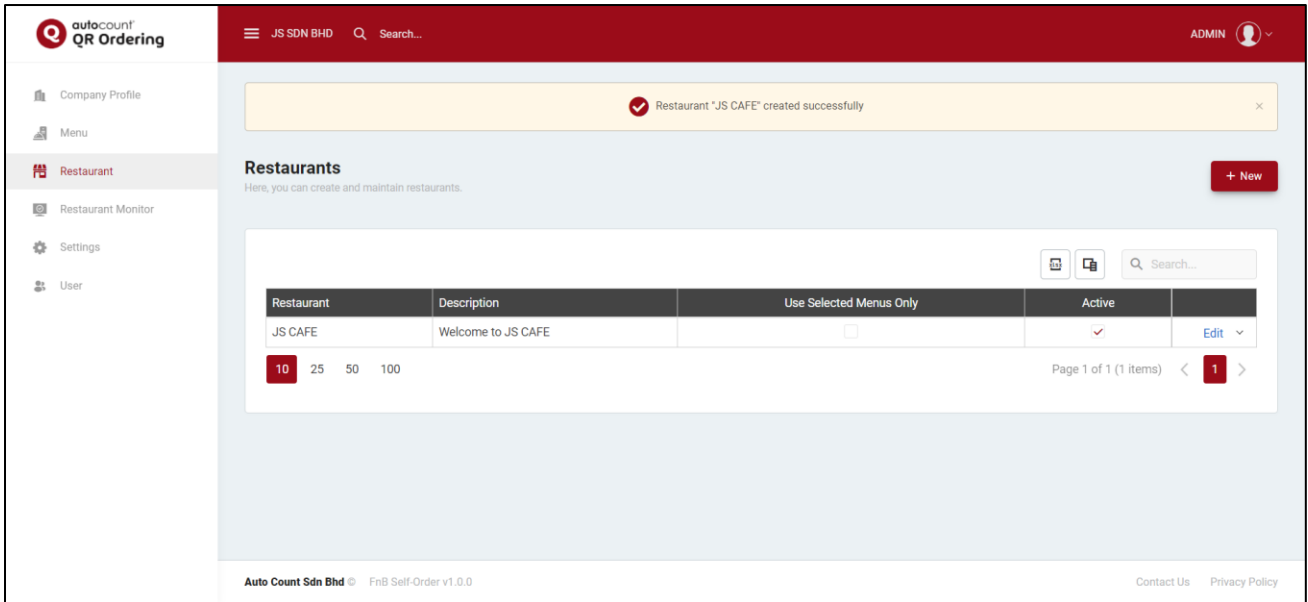 autocount
QR Ordering
JS SDN BHD Search... ADMIN
Company Profile
Menu
Restaurant
Restaurant Monitor
Settings
User
Restaurant "JS CAFE" created successfully
Restaurants
Here, you can create and maintain restaurants.
+ New
Search...
Restaurant Description Use Selected Menus Only Active
JS CAFE Welcome to JS CAFE Edit
10 25 50 100 Page 1 of 1 (1 items) 1
Auto Count Sdn Bhd © FnB Self-Order v1.0.0 Contact Us Privacy Policy